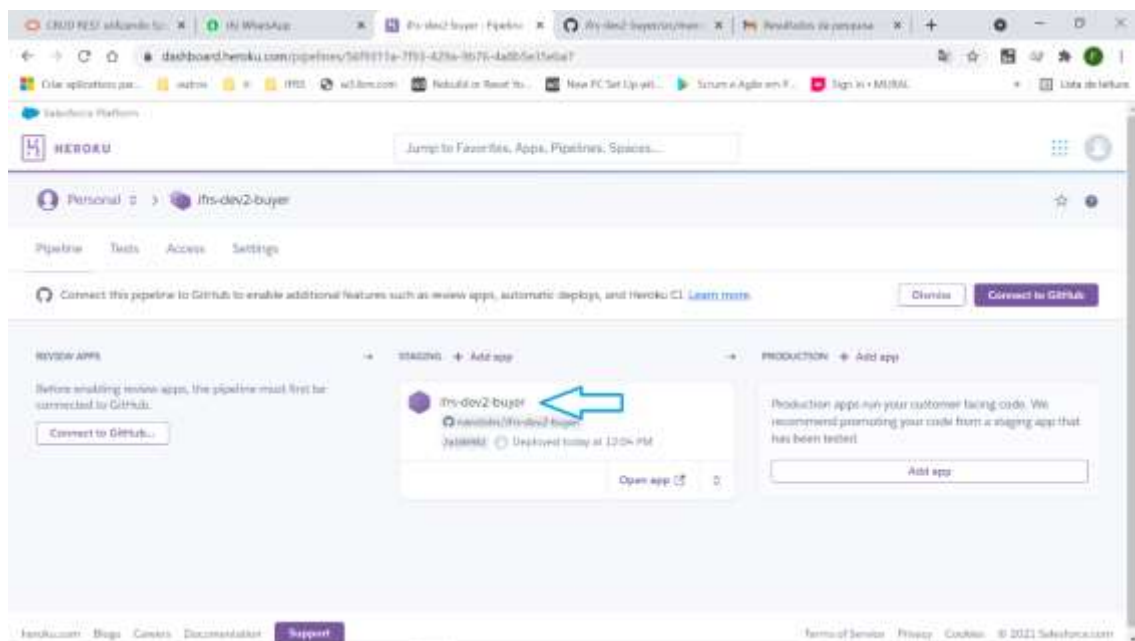 CRUD REST utilizando
WhatsApp
ifrs-dev2-buyer | Pipeline
Resultados da pesquisa
dashboard.heroku.com/pipelines/
Criar aplicativos par...
outros
IFRS
w3.ibm.com
Rebuild or Reset Yo...
New PC Set Up wit...
Scrum e Agile em P...
Sign in • MURAL
Lista de leitura
Salesforce Platform
HEROKU
Jump to Favorites, Apps, Pipelines, Spaces...
Personal > ifrs-dev2-buyer
Pipeline Tests Access Settings
Connect this pipeline to GitHub to enable additional features such as review apps, automatic deploys, and Heroku CI. Learn more.
Dismiss
Connect to GitHub
REVIEW APPS
Before enabling review apps, the pipeline must first be
connected to GitHub.
Connect to GitHub...
STAGING + Add app
ifrs-dev2-buyer
Deployed today at 12:04 PM
Open app
PRODUCTION + Add app
Production apps run your customer facing code. We
recommend promoting your code from a staging app that
has been tested.
Add app
heroku.com Blogs Careers Documentation Support
Terms of Service Privacy Cookies © 2021 Salesforce.com